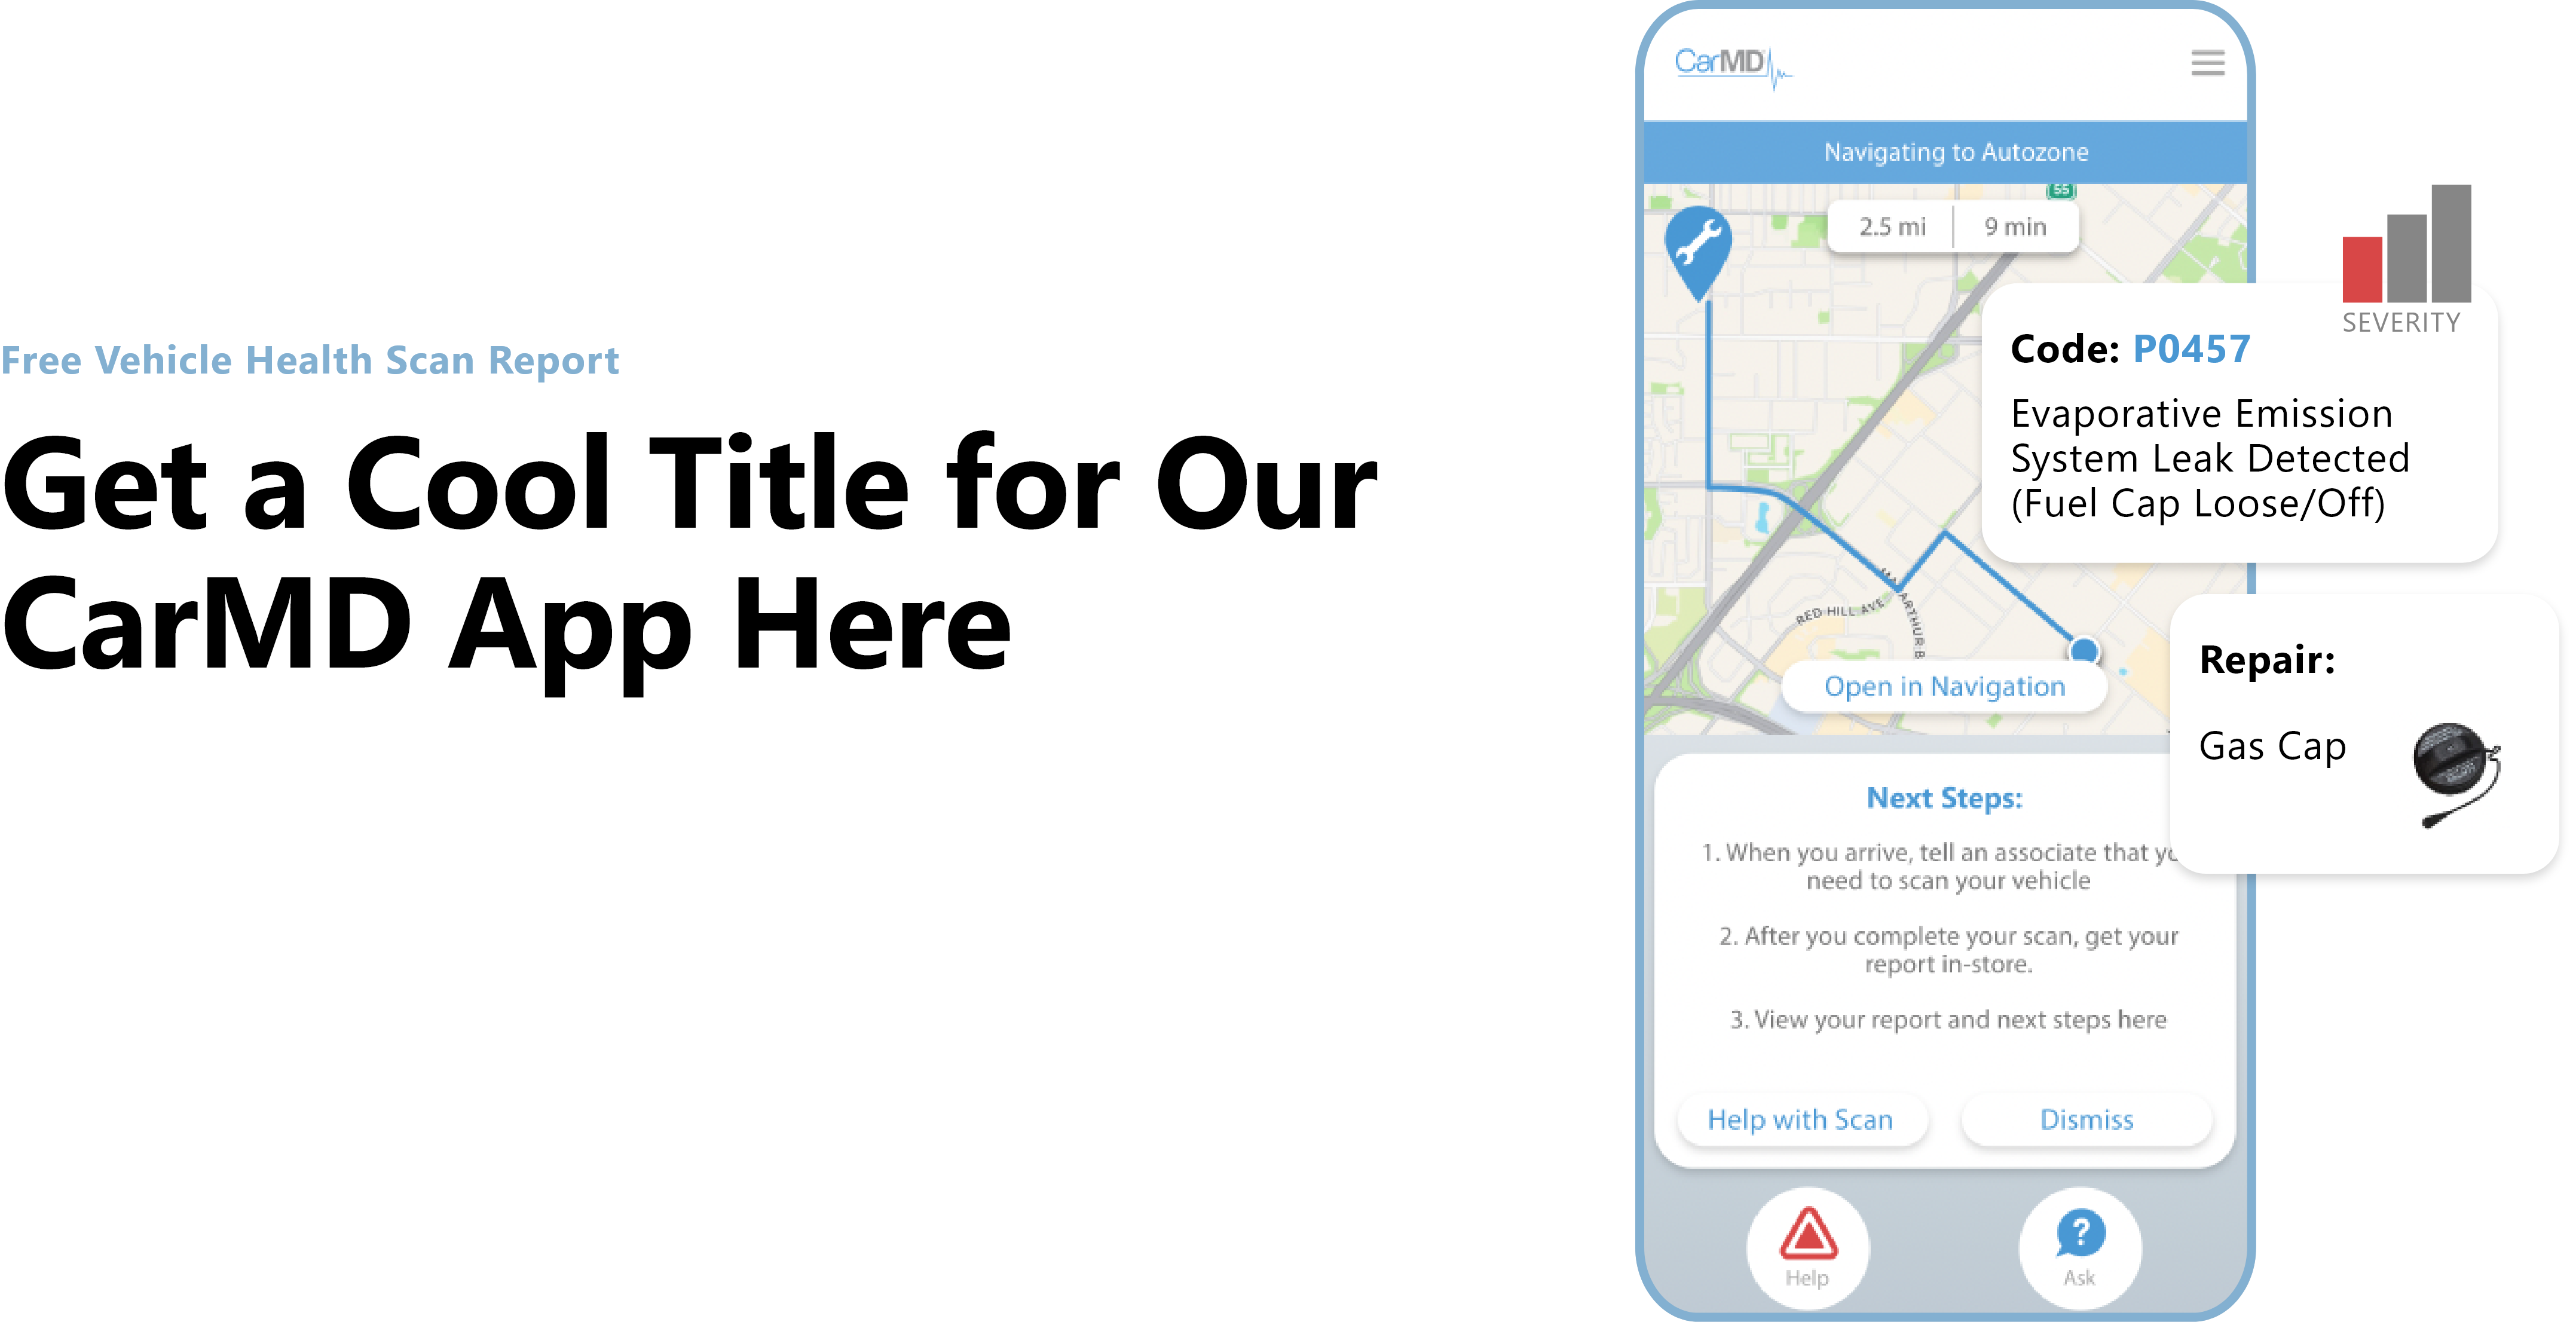 Free Vehicle Health Scan Report
Get a Cool Title for Our
CarMD App Here
CarMD
Navigating to Autozone
55
2.5 mi
9 min
SEVERITY
Code: P0457
Evaporative Emission
System Leak Detected
(Fuel Cap Loose/Off)
RED HILL AVE
ARTHUR B
Open in Navigation
Repair:
Gas Cap
Next Steps:
1. When you arrive, tell an associate that
need to scan your vehicle
2. After you complete your scan, get your
report in-store.
3. View your report and next steps here
Help with Scan
Dismiss
Help
?
Ask